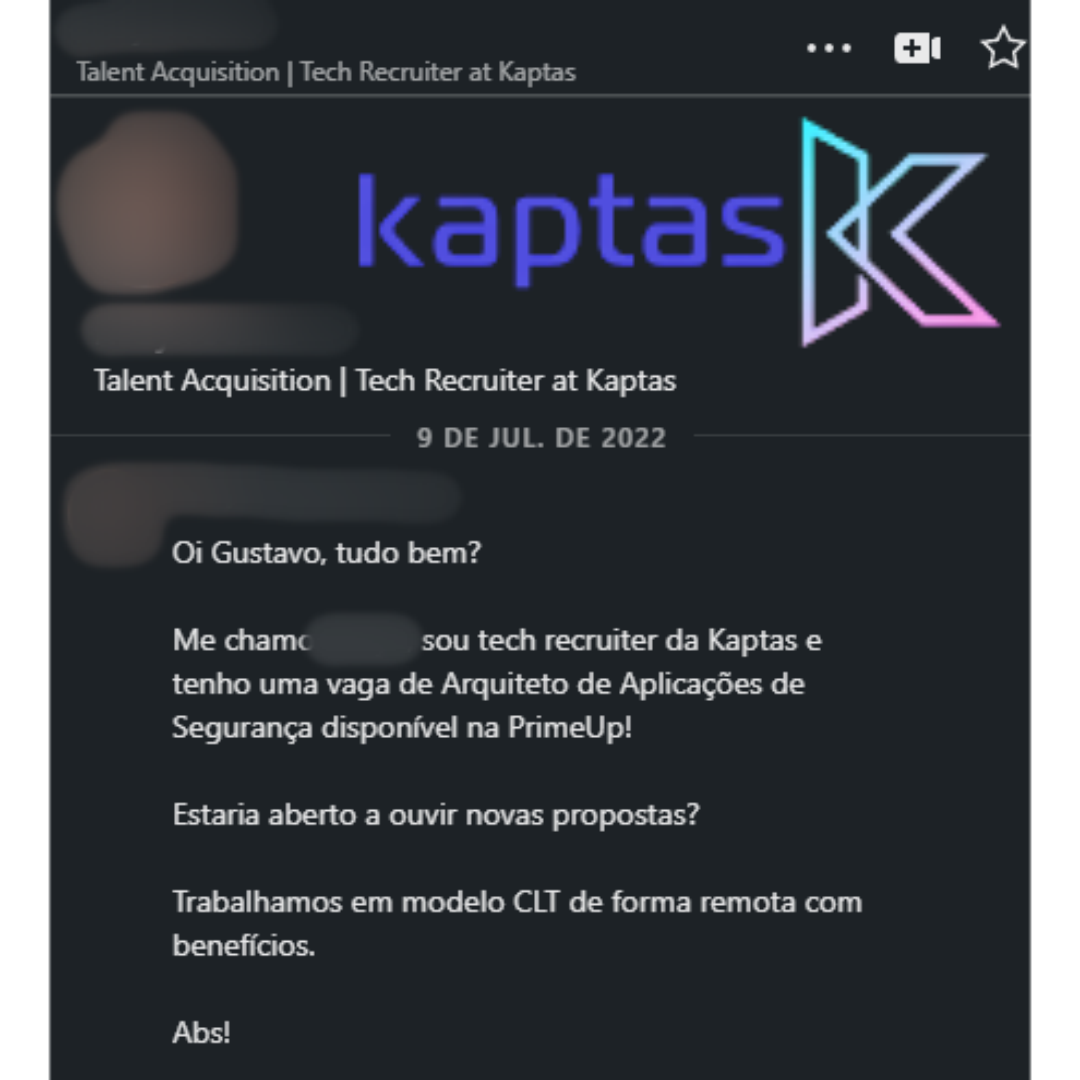 Talent Acquisition | Tech Recruiter at Kaptas
kaptas
Talent Acquisition | Tech Recruiter at Kaptas
9 DE JUL. DE 2022
Oi Gustavo, tudo bem?
Me chamo sou tech recruiter da Kaptas e
tenho uma vaga de Arquiteto de Aplicações de
Segurança disponível na PrimeUp!
Estaria aberto a ouvir novas propostas?
Trabalhamos em modelo CLT de forma remota com
benefícios.
Abs!